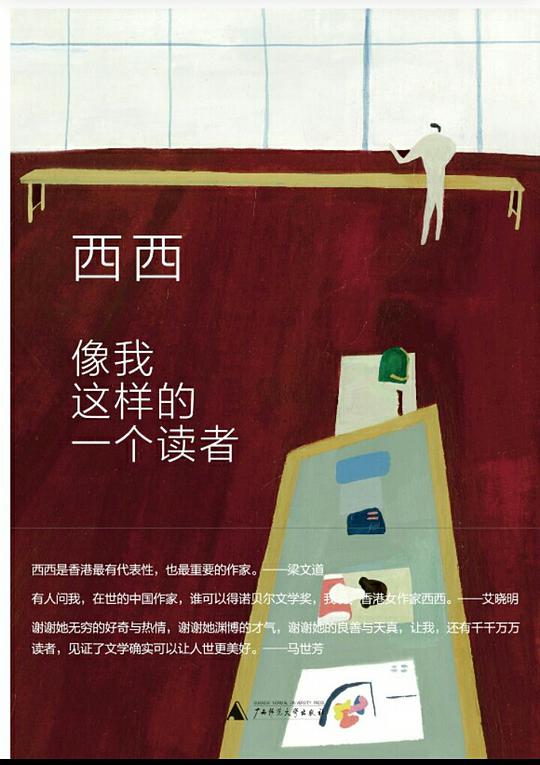 西西
像我
这样的
一个读者
西西是香港最有代表性，也最重要的作家。——梁文道
有人问我，在世的中国作家，谁可以得诺贝尔文学奖，我说，香港女作家西西。——艾晓明
谢谢她无穷的好奇与热情，谢谢她渊博的才气，谢谢她的良善与天真，让我，还有千千万万
读者，见证了文学确实可以让人世更美好。——马世芳
GUANGXI NORMAL UNIVERSITY PRESS
广西师范大学出版社